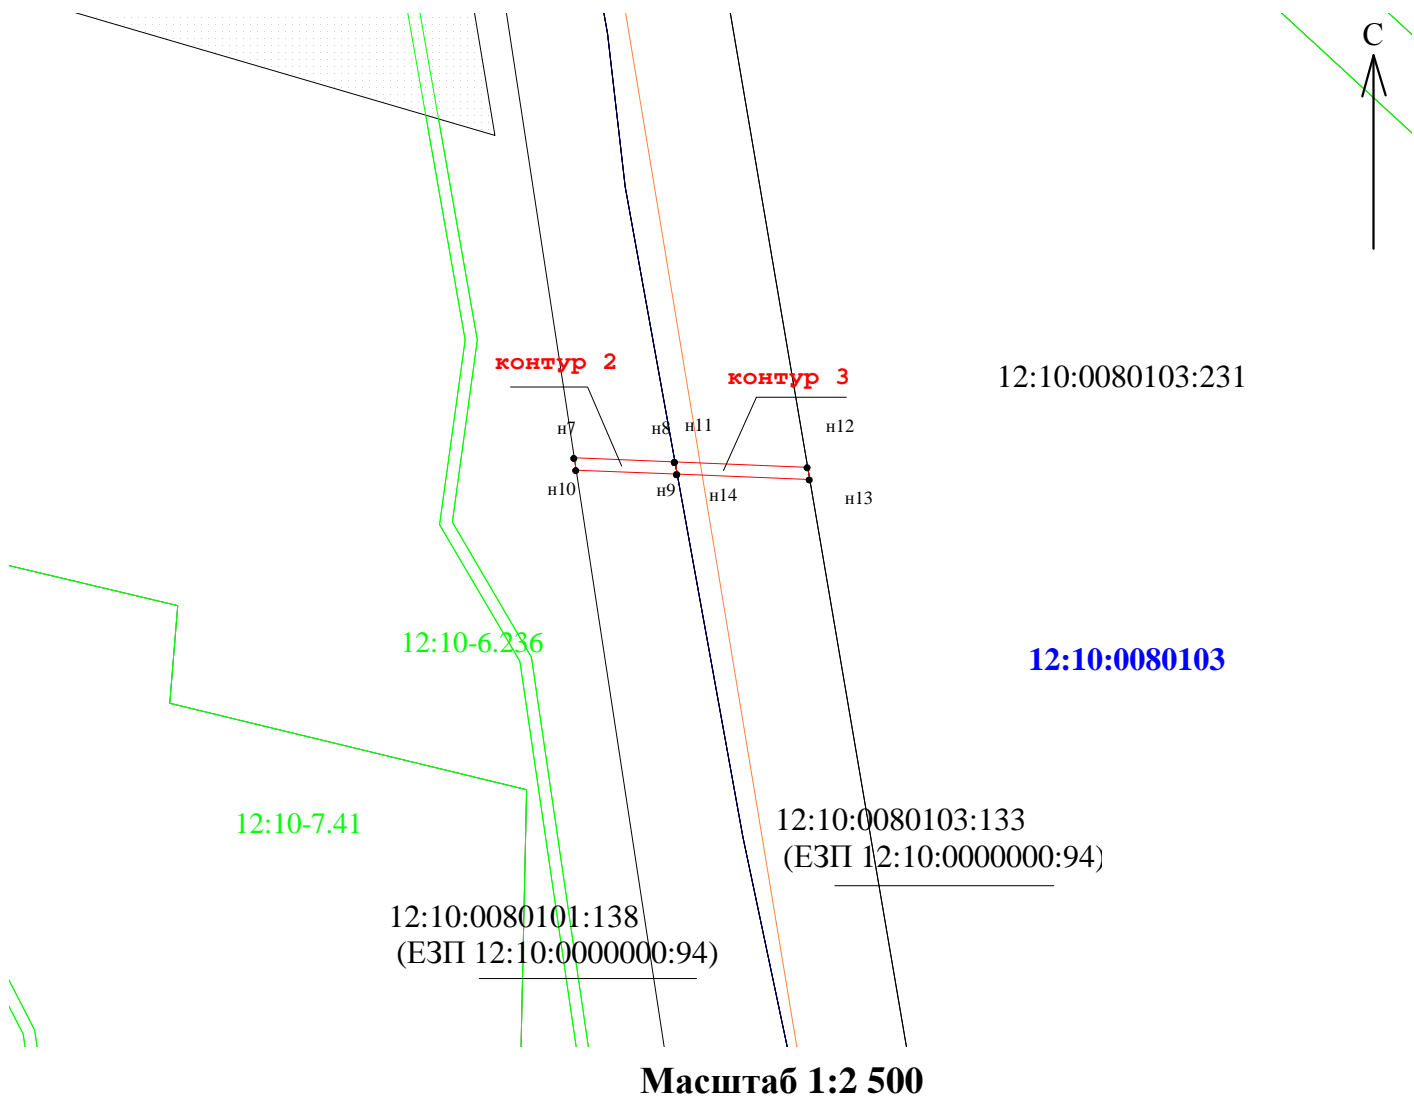 С
контур 2
контур 3
12:10:0080103:231
н7
н8
н11
н12
н10
н9
н14
н13
12:10-6.236
12:10:0080103
12:10-7.41
12:10:0080103:133
(ЕЗП 12:10:0000000:94)
12:10:0080101:138
(ЕЗП 12:10:0000000:94)
Масштаб 1:2 500